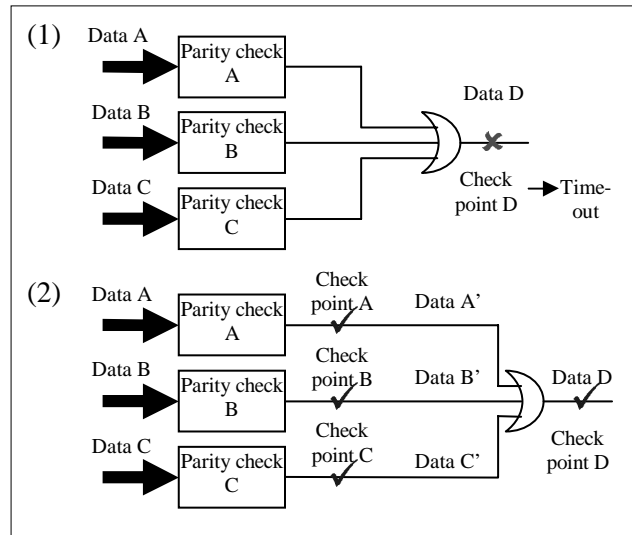 (1)
Data A
Parity check
A
Data B
Parity check
B
Data C
Parity check
C
Data D
Check
point D
Time-
out
(2)
Data A
Parity check
A
Check
point A
Data A’
Data B
Parity check
B
Check
point B
Data B’
Data C
Parity check
C
Check
point C
Data C’
Data D
Check
point D